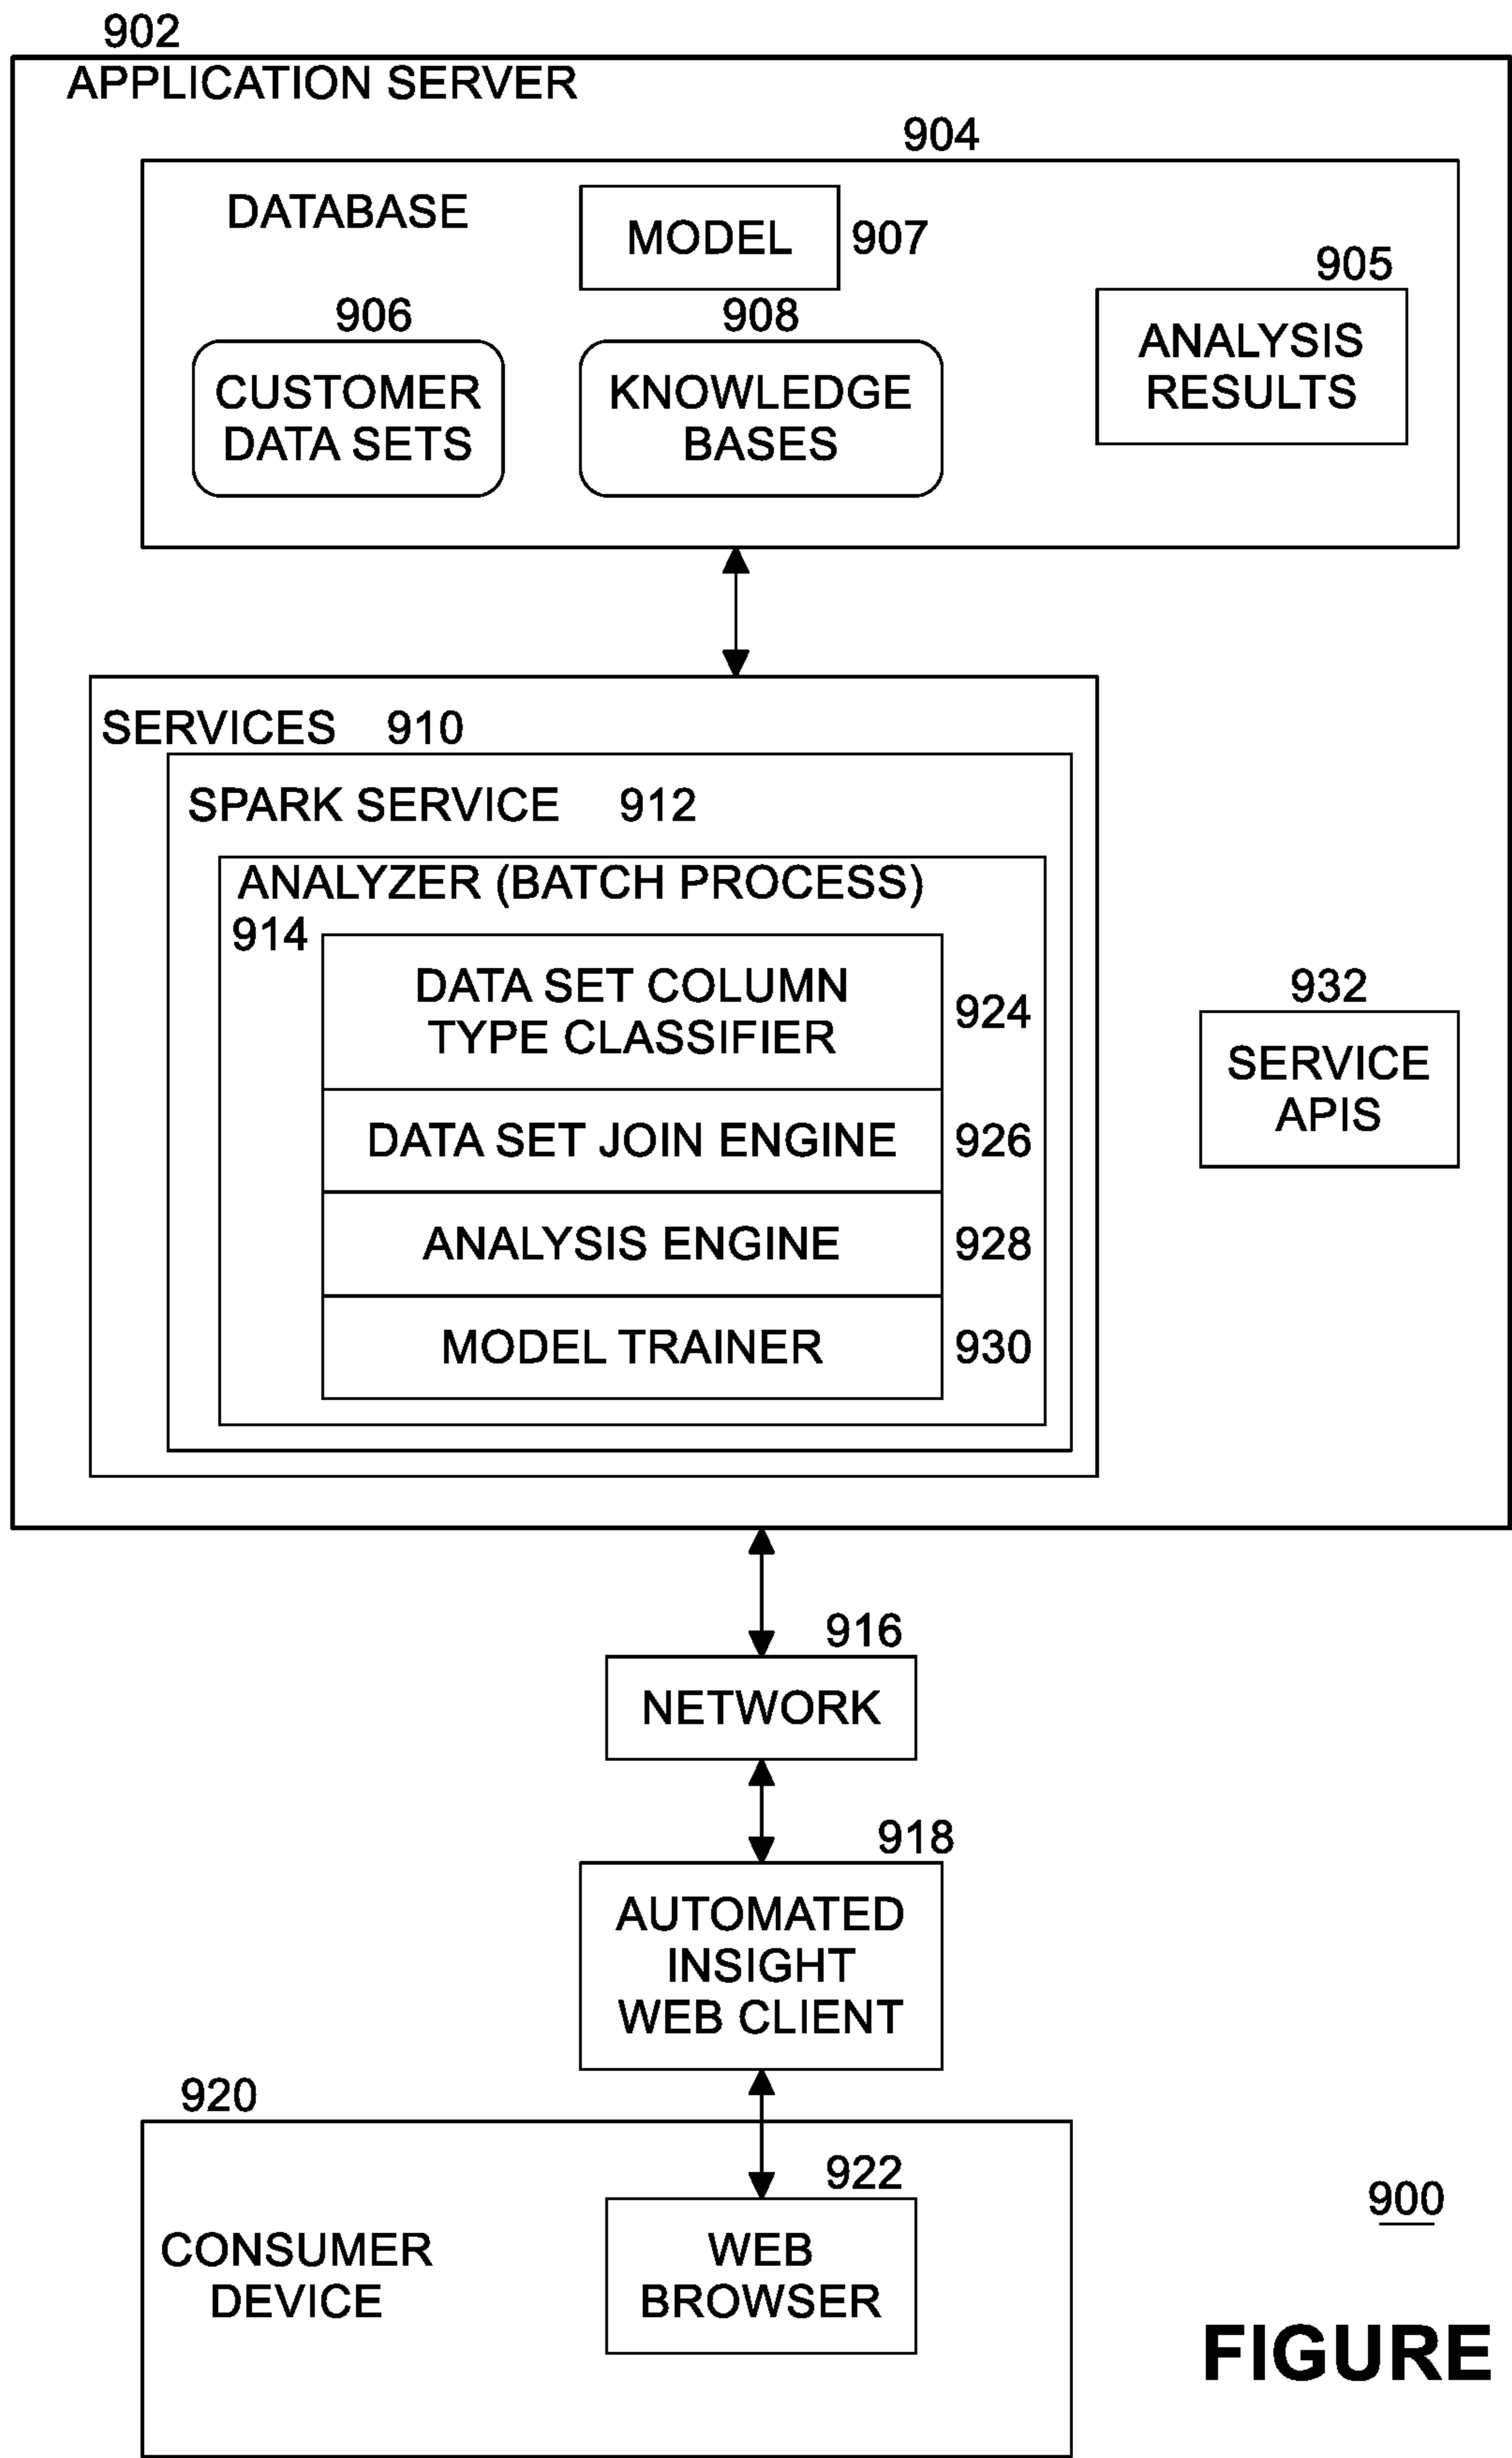 902
APPLICATION SERVER
904
DATABASE
MODEL 907
905
906
908
ANALYSIS
RESULTS
CUSTOMER
DATA SETS
KNOWLEDGE
BASES
SERVICES 910
SPARK SERVICE 912
ANALYZER (BATCH PROCESS)
914
DATA SET COLUMN
TYPE CLASSIFIER
924
932
SERVICE
APIS
DATA SET JOIN ENGINE 926
ANALYSIS ENGINE 928
MODEL TRAINER 930
916
NETWORK
918
AUTOMATED
INSIGHT
WEB CLIENT
920
922
CONSUMER
DEVICE
WEB
BROWSER
900
FIGURE